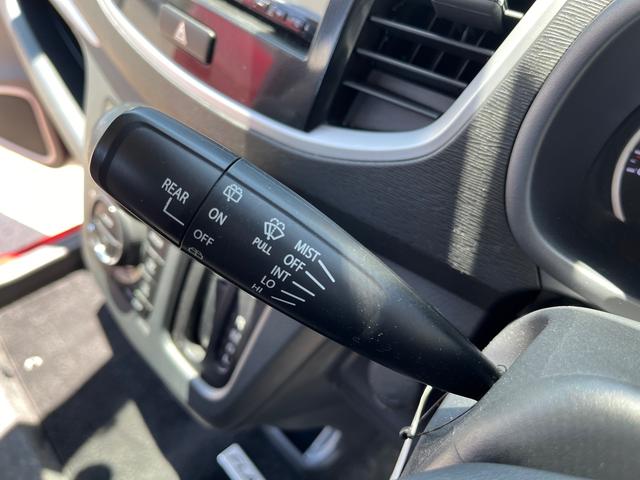 REAR
ON
OFF
PULL
MIST
OFF
INT
LO
HI